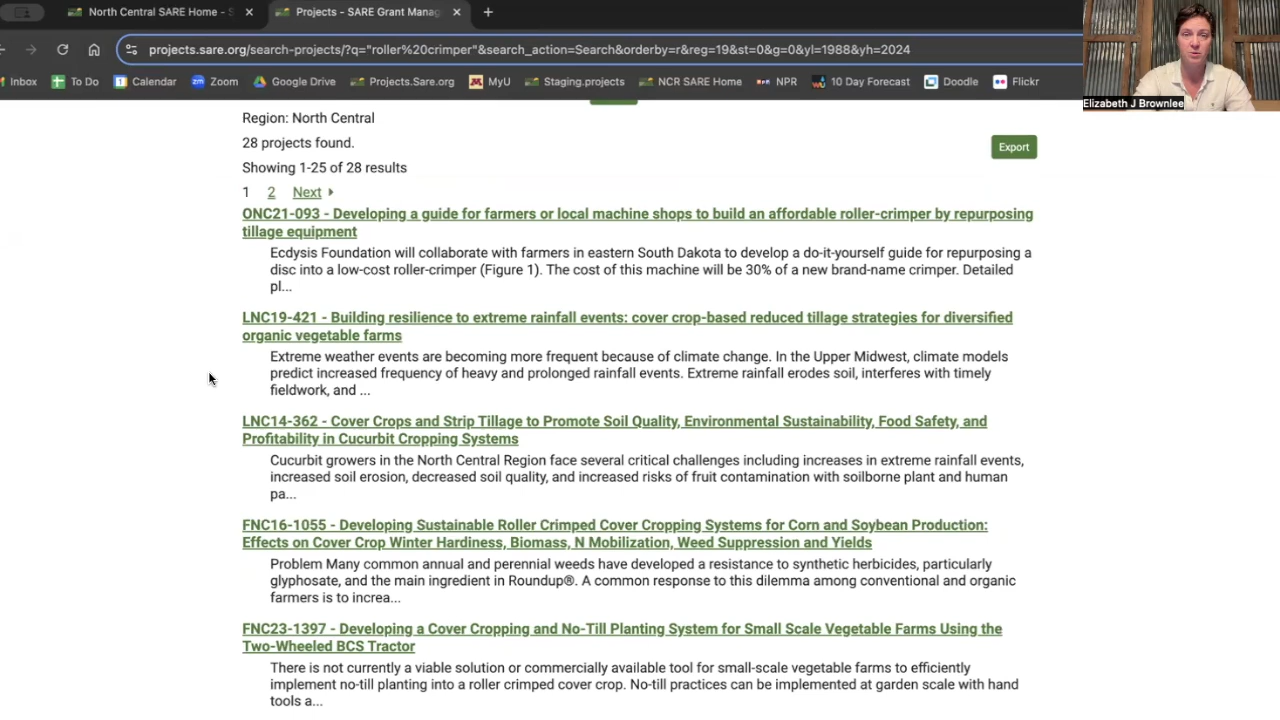 North Central SARE Home - S
Projects - SARE Grant Manag
projects.sare.org/search-projects/?q="roller%20crimper"&search_action=Search&orderby=r&reg=19&st=0&g=0&yl=1988&yh=2024
Inbox
To Do
Calendar
Zoom
Google Drive
Projects.Sare.org
MyU
Staging.projects
NCR SARE Home
NPR
10 Day Forecast
Doodle
Flickr
Elizabeth J Brownlee
Region: North Central
28 projects found.
Export
Showing 1-25 of 28 results
1 2 Next
ONC21-093 - Developing a guide for farmers or local machine shops to build an affordable roller-crimper by repurposing
tillage equipment
Ecdysis Foundation will collaborate with farmers in eastern South Dakota to develop a do-it-yourself guide for repurposing a
disc into a low-cost roller-crimper (Figure 1). The cost of this machine will be 30% of a new brand-name crimper. Detailed
pl...
LNC19-421 - Building resilience to extreme rainfall events: cover crop-based reduced tillage strategies for diversified
organic vegetable farms
Extreme weather events are becoming more frequent because of climate change. In the Upper Midwest, climate models
predict increased frequency of heavy and prolonged rainfall events. Extreme rainfall erodes soil, interferes with timely
fieldwork, and ...
LNC14-362 - Cover Crops and Strip Tillage to Promote Soil Quality, Environmental Sustainability, Food Safety, and
Profitability in Cucurbit Cropping Systems
Cucurbit growers in the North Central Region face several critical challenges including increases in extreme rainfall events,
increased soil erosion, decreased soil quality, and increased risks of fruit contamination with soilborne plant and human
pa...
FNC16-1055 - Developing Sustainable Roller Crimped Cover Cropping Systems for Corn and Soybean Production:
Effects on Cover Crop Winter Hardiness, Biomass, N Mobilization, Weed Suppression and Yields
Problem Many common annual and perennial weeds have developed a resistance to synthetic herbicides, particularly
glyphosate, and the main ingredient in Roundup®. A common response to this dilemma among conventional and organic
farmers is to increa...
FNC23-1397 - Developing a Cover Cropping and No-Till Planting System for Small Scale Vegetable Farms Using the
Two-Wheeled BCS Tractor
There is not currently a viable solution or commercially available tool for small-scale vegetable farms to efficiently
implement no-till planting into a roller crimped cover crop. No-till practices can be implemented at garden scale with hand
tools a...